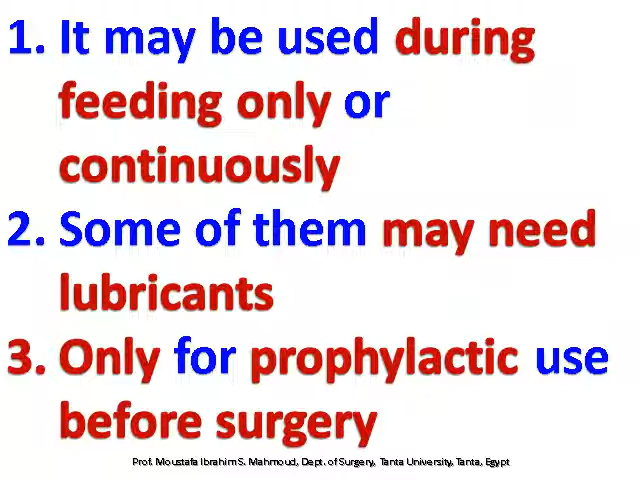 1. It may be used during
feeding only or
continuously
2. Some of them may need
lubricants
3. Only for prophylactic use
before surgery
Prof. Moustafa Ibrahim S. Mahmoud, Dept. of Surgery, Tanta University, Tanta, Egypt